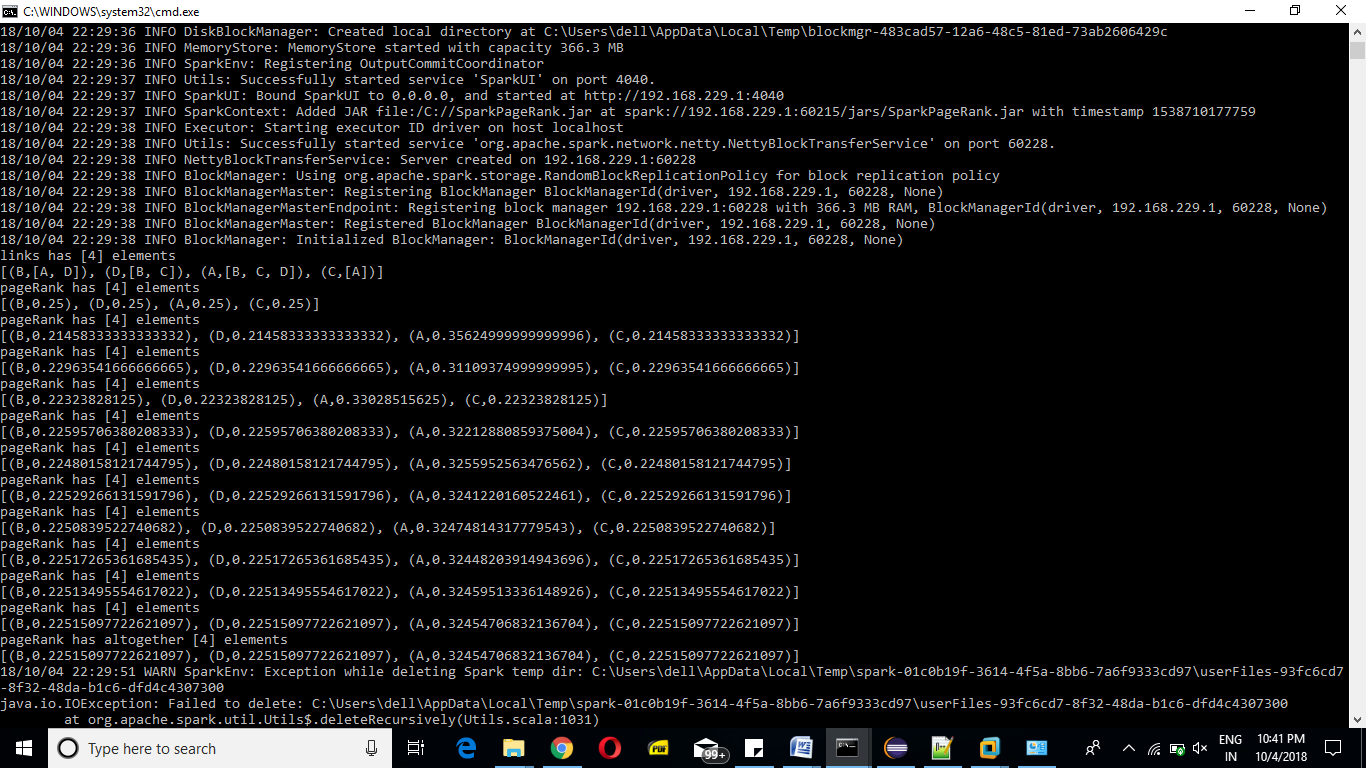 C:\WINDOWS\system32\cmd.exe
18/10/04 22:29:36 INFO DiskBlockManager: Created local directory at C:\Users\dell\AppData\Local\Temp\blockmgr-483cad57-12a6-48c5-81ed-73ab2606429c
18/10/04 22:29:36 INFO MemoryStore: MemoryStore started with capacity 366.3 MB
18/10/04 22:29:36 INFO SparkEnv: Registering OutputCommitCoordinator
18/10/04 22:29:37 INFO Utils: Successfully started service 'SparkUI' on port 4040.
18/10/04 22:29:37 INFO SparkUI: Bound SparkUI to 0.0.0.0, and started at http://192.168.229.1:4040
18/10/04 22:29:37 INFO SparkContext: Added JAR file:/C://SparkPageRank.jar at spark://192.168.229.1:60215/jars/SparkPageRank.jar with timestamp 1538710177759
18/10/04 22:29:38 INFO Executor: Starting executor ID driver on host localhost
18/10/04 22:29:38 INFO Utils: Successfully started service 'org.apache.spark.network.netty.NettyBlockTransferService' on port 60228.
18/10/04 22:29:38 INFO NettyBlockTransferService: Server created on 192.168.229.1:60228
18/10/04 22:29:38 INFO BlockManager: Using org.apache.spark.storage.RandomBlockReplicationPolicy for block replication policy
18/10/04 22:29:38 INFO BlockManagerMaster: Registering BlockManager BlockManagerId(driver, 192.168.229.1, 60228, None)
18/10/04 22:29:38 INFO BlockManagerMasterEndpoint: Registering block manager 192.168.229.1:60228 with 366.3 MB RAM, BlockManagerId(driver, 192.168.229.1, 60228, None)
18/10/04 22:29:38 INFO BlockManagerMaster: Registered BlockManager BlockManagerId(driver, 192.168.229.1, 60228, None)
18/10/04 22:29:38 INFO BlockManager: Initialized BlockManager: BlockManagerId(driver, 192.168.229.1, 60228, None)
links has [4] elements
[(B,[A, D]), (D,[B, C]), (A,[B, C, D]), (C,[A])]
pageRank has [4] elements
[(B,0.25), (D,0.25), (A,0.25), (C,0.25)]
pageRank has [4] elements
[(B,0.21458333333333332), (D,0.21458333333333332), (A,0.35624999999999996), (C,0.21458333333333332)]
pageRank has [4] elements
[(B,0.22963541666666665), (D,0.22963541666666665), (A,0.31109374999999995), (C,0.22963541666666665)]
pageRank has [4] elements
[(B,0.22323828125), (D,0.22323828125), (A,0.33028515625), (C,0.22323828125)]
pageRank has [4] elements
[(B,0.22595706380208333), (D,0.22595706380208333), (A,0.32212880859375004), (C,0.22595706380208333)]
pageRank has [4] elements
[(B,0.22480158121744795), (D,0.22480158121744795), (A,0.3255952563476562), (C,0.22480158121744795)]
pageRank has [4] elements
[(B,0.22529266131591796), (D,0.22529266131591796), (A,0.3241220160522461), (C,0.22529266131591796)]
pageRank has [4] elements
[(B,0.2250839522740682), (D,0.2250839522740682), (A,0.32474814317779543), (C,0.2250839522740682)]
pageRank has [4] elements
[(B,0.22517265361685435), (D,0.22517265361685435), (A,0.32448203914943696), (C,0.22517265361685435)]
pageRank has [4] elements
[(B,0.22513495554617022), (D,0.22513495554617022), (A,0.32459513336148926), (C,0.22513495554617022)]
pageRank has [4] elements
[(B,0.22515097722621097), (D,0.22515097722621097), (A,0.32454706832136704), (C,0.22515097722621097)]
pageRank has altogether [4] elements
[(B,0.22515097722621097), (D,0.22515097722621097), (A,0.32454706832136704), (C,0.22515097722621097)]
18/10/04 22:29:51 WARN SparkEnv: Exception while deleting Spark temp dir: C:\Users\dell\AppData\Local\Temp\spark-01c0b19f-3614-4f5a-8bb6-7a6f9333cd97\userFiles-93fc6cd7
-8f32-48da-b1c6-dfd4c4307300
java.io.IOException: Failed to delete: C:\Users\dell\AppData\Local\Temp\spark-01c0b19f-3614-4f5a-8bb6-7a6f9333cd97\userFiles-93fc6cd7-8f32-48da-b1c6-dfd4c4307300
at org.apache.spark.util.Utils$.deleteRecursively(Utils.scala:1031)
Type here to search
PDF
99+
ENG
IN
10:41 PM
10/4/2018